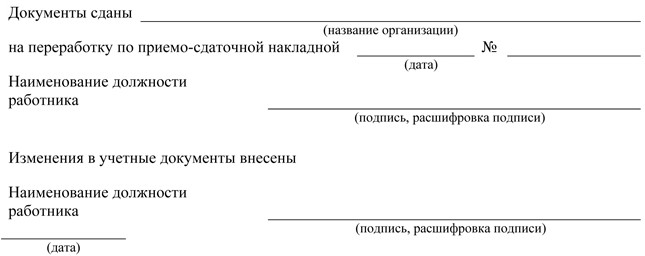 Документы сданы
(название организации)
на переработку по приемо-сдаточной накладной №
(дата)
Наименование должности
работника
(подпись, расшифровка подписи)
Изменения в учетные документы внесены
Наименование должности
работника
(подпись, расшифровка подписи)
(дата)